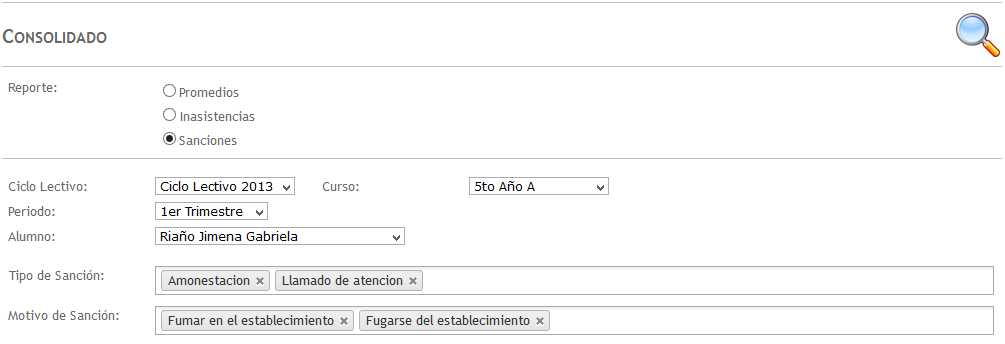 CONSOLIDADO
Reporte:
Promedios
Inasistencias
Sanciones
Ciclo Lectivo: Ciclo Lectivo 2013 Curso: 5to Año A
Periodo: 1er Trimestre
Alumno: Riaño Jimena Gabriela
Tipo de Sanción: Amonestacion × Llamado de atencion ×
Motivo de Sanción: Fumar en el establecimiento × Fugarse del establecimiento ×